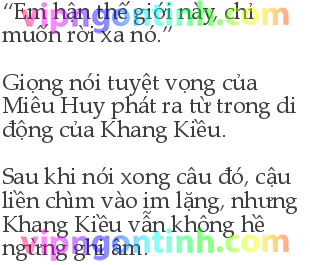 “Em hận thế giới này, chỉ
muốn rời xa nó.”
vipngontinh.com
Giọng nói tuyệt vọng của
Miêu Huy phát ra từ trong di
động của Khang Kiều.
Sau khi nói xong câu đó, cậu
liền chìm vào im lặng, nhưng
Khang Kiều vẫn không hề
ngừng ghi âm.
vipngontinh.com